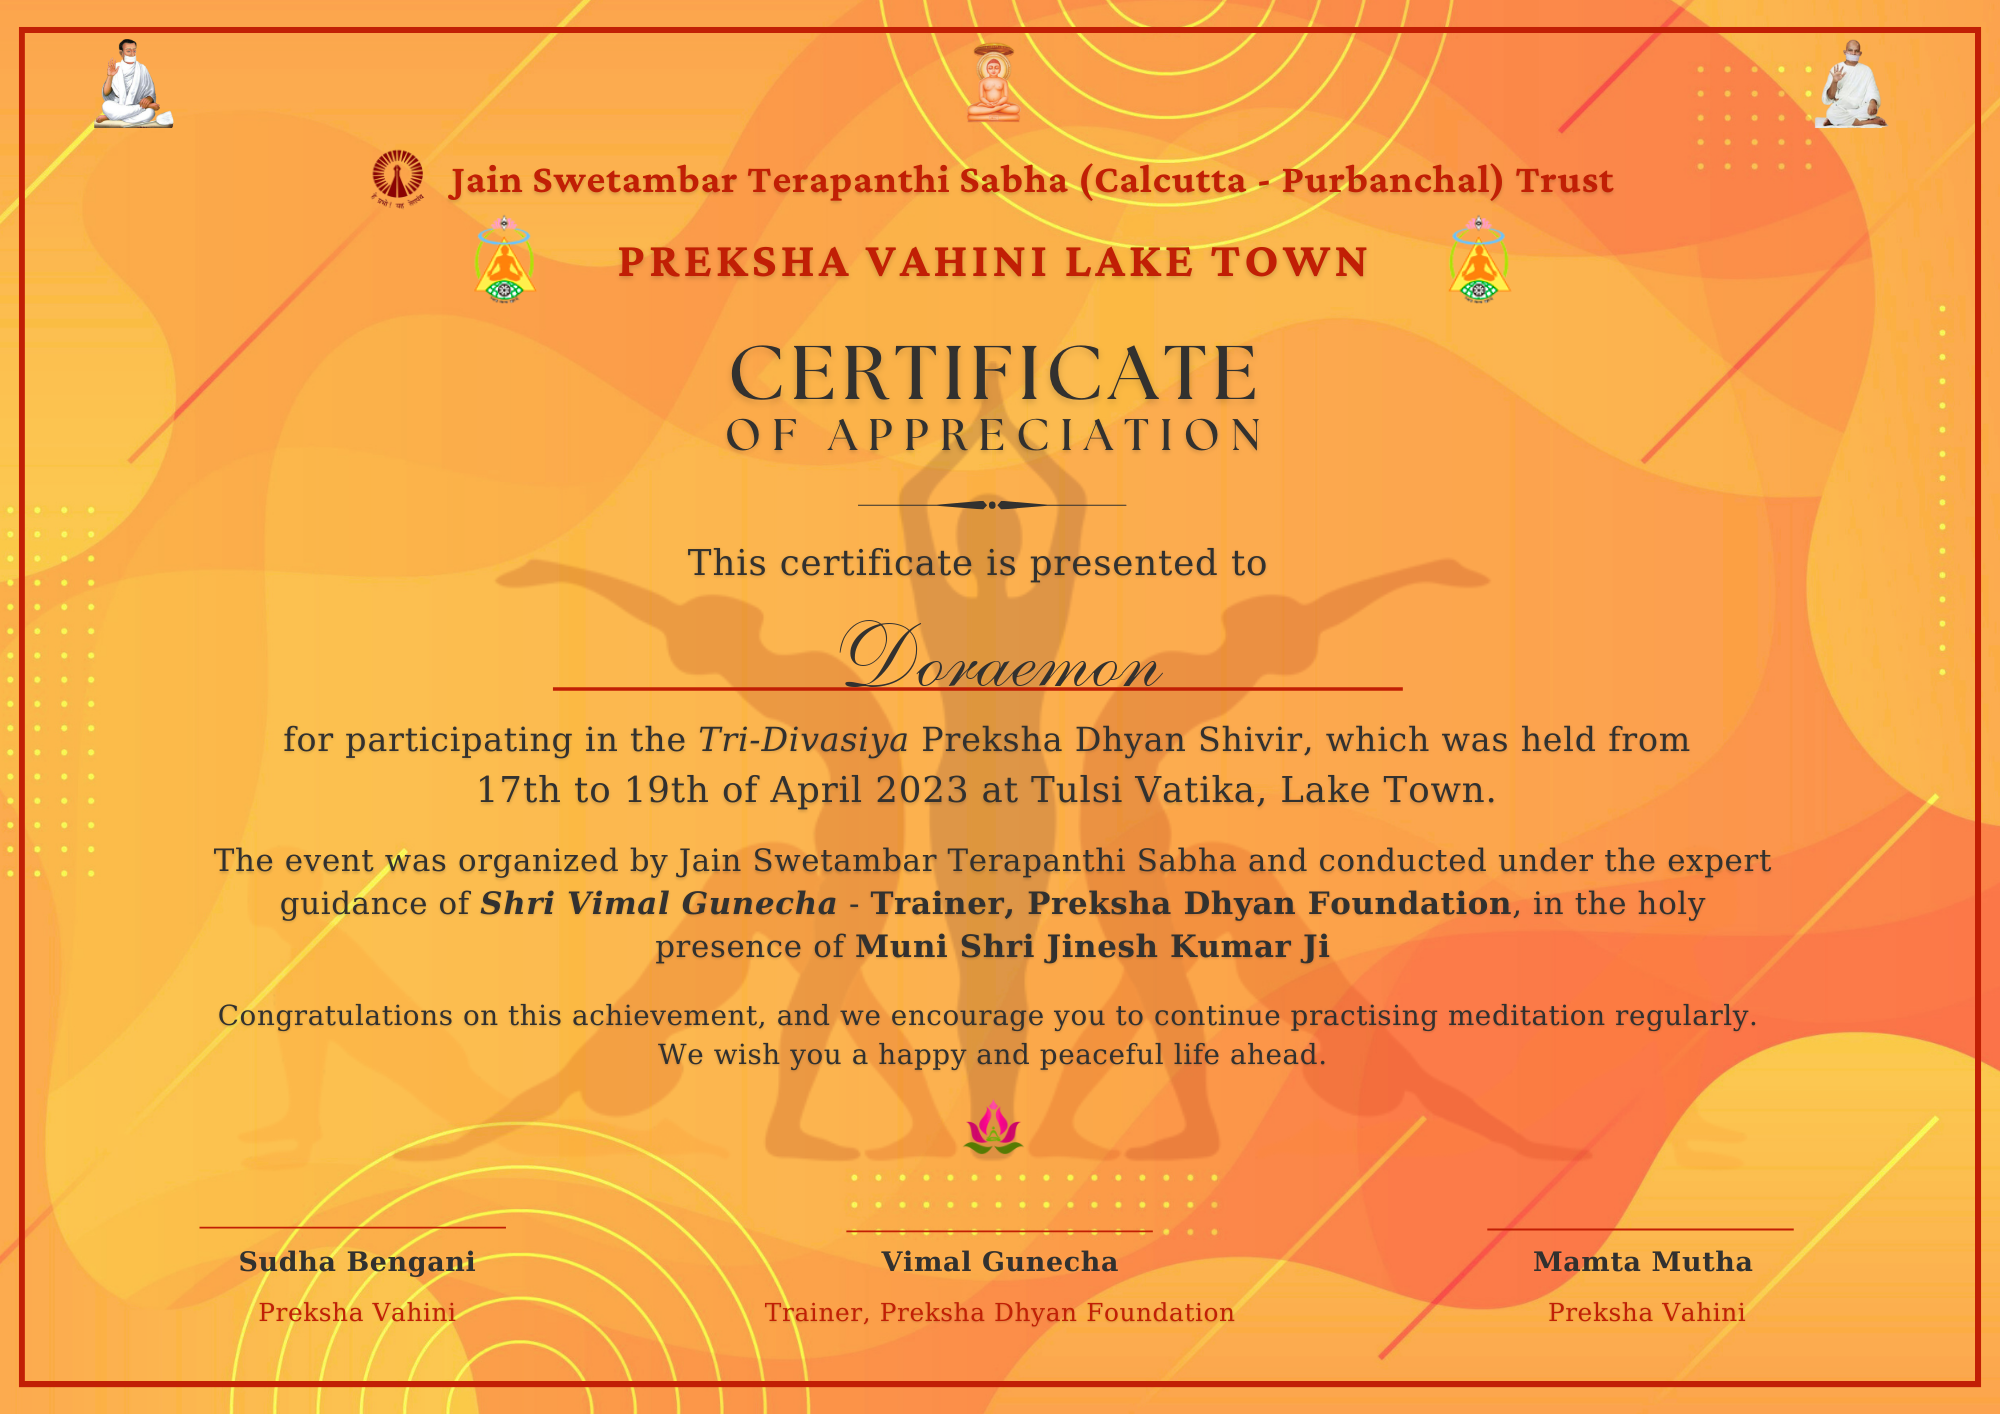 Jain Swetambar Terapanthi Sabha (Calcutta - Purbanchal) Trust
PREKSHA VAHINI LAKE TOWN
CERTIFICATE
OF APPRECIATION
This certificate is presented to
Doraemon
for participating in the Tri-Divasiya Preksha Dhyan Shivir, which was held from
17th to 19th of April 2023 at Tulsi Vatika, Lake Town.
The event was organized by Jain Swetambar Terapanthi Sabha and conducted under the expert
guidance of Shri Vimal Gunecha - Trainer, Preksha Dhyan Foundation, in the holy
presence of Muni Shri Jinesh Kumar Ji
Congratulations on this achievement, and we encourage you to continue practising meditation regularly.
We wish you a happy and peaceful life ahead.
Sudha Bengani
Preksha Vahini
Vimal Gunecha
Trainer, Preksha Dhyan Foundation
Mamta Mutha
Preksha Vahini